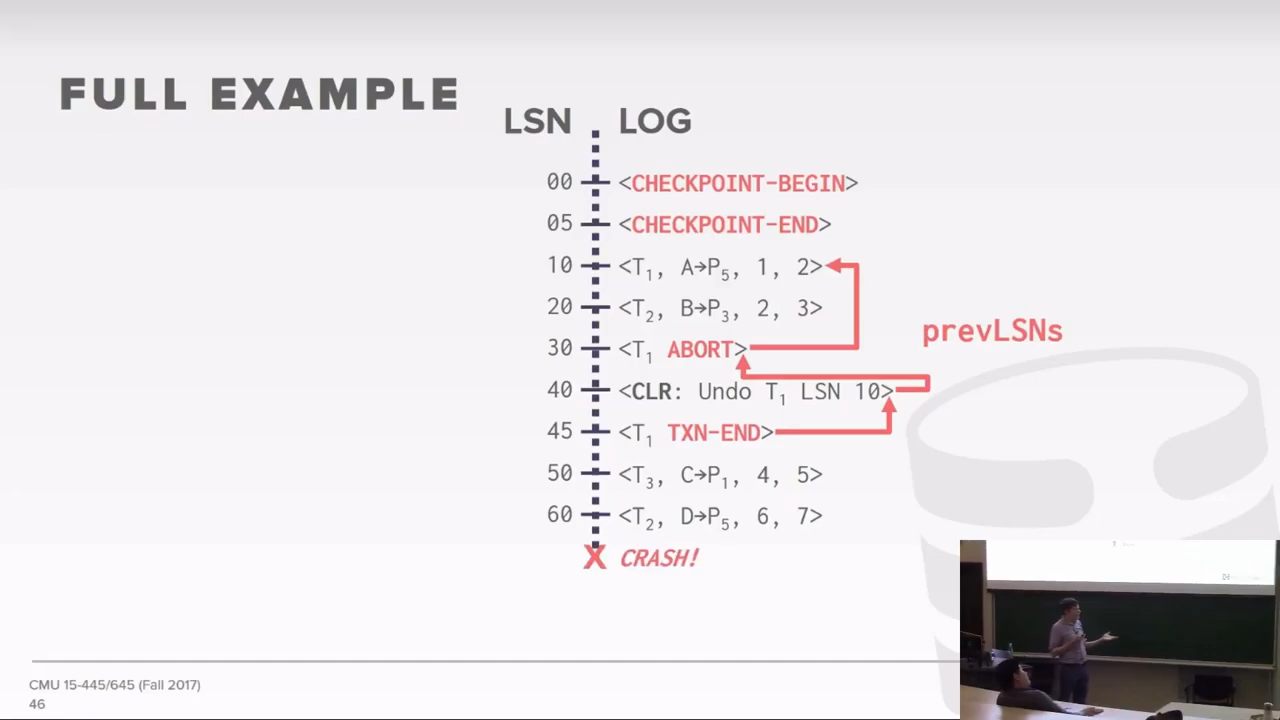 FULL EXAMPLE
LSN LOG
00 <CHECKPOINT-BEGIN>
05 <CHECKPOINT-END>
10 <T₁, A→P₅, 1, 2>
20 <T₂, B→P₃, 2, 3>
30 <T₁ ABORT>
prevLSNs
40 <CLR: Undo T₁ LSN 10>
45 <T₁ TXN-END>
50 <T₃, C→P₁, 4, 5>
60 <T₂, D→P₅, 6, 7>
X CRASH!
CMU 15-445/645 (Fall 2017)
46